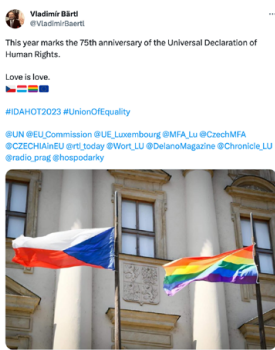 Vladimír Bärtl
@VladimirBaertl
This year marks the 75th anniversary of the Universal Declaration of
Human Rights.
Love is love.
#IDAHOT2023 #UnionOfEquality
@UN @EU_Commission @UE_Luxembourg @MFA_Lu @CzechMFA
@CZECHIAinEU @rtl_today @Wort_LU @DelanoMagazine @Chronicle_LU
@radio_prag @hospodarky